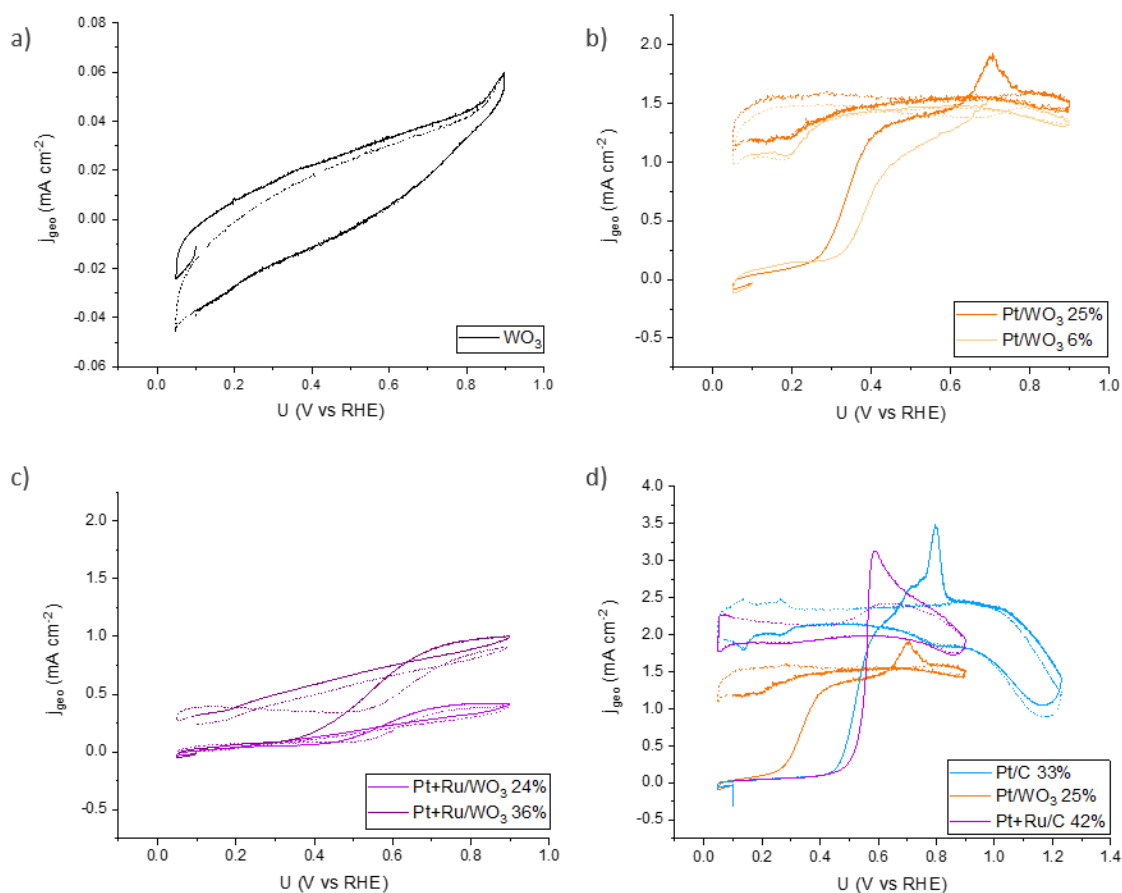 a)
0.08
0.06
0.04
0.02
0.00
-0.02
-0.04
-0.06
j_geo (mA cm⁻²)
0.0 0.2 0.4 0.6 0.8 1.0
U (V vs RHE)
WO₃
b)
2.0
1.5
1.0
0.5
0.0
-0.5
j_geo (mA cm⁻²)
0.0 0.2 0.4 0.6 0.8 1.0
U (V vs RHE)
Pt/WO₃ 25%
Pt/WO₃ 6%
c)
2.0
1.5
1.0
0.5
0.0
-0.5
j_geo (mA cm⁻²)
0.0 0.2 0.4 0.6 0.8 1.0
U (V vs RHE)
Pt+Ru/WO₃ 24%
Pt+Ru/WO₃ 36%
d)
4.0
3.5
3.0
2.5
2.0
1.5
1.0
0.5
0.0
-0.5
j_geo (mA cm⁻²)
0.0 0.2 0.4 0.6 0.8 1.0 1.2 1.4
U (V vs RHE)
Pt/C 33%
Pt/WO₃ 25%
Pt+Ru/C 42%